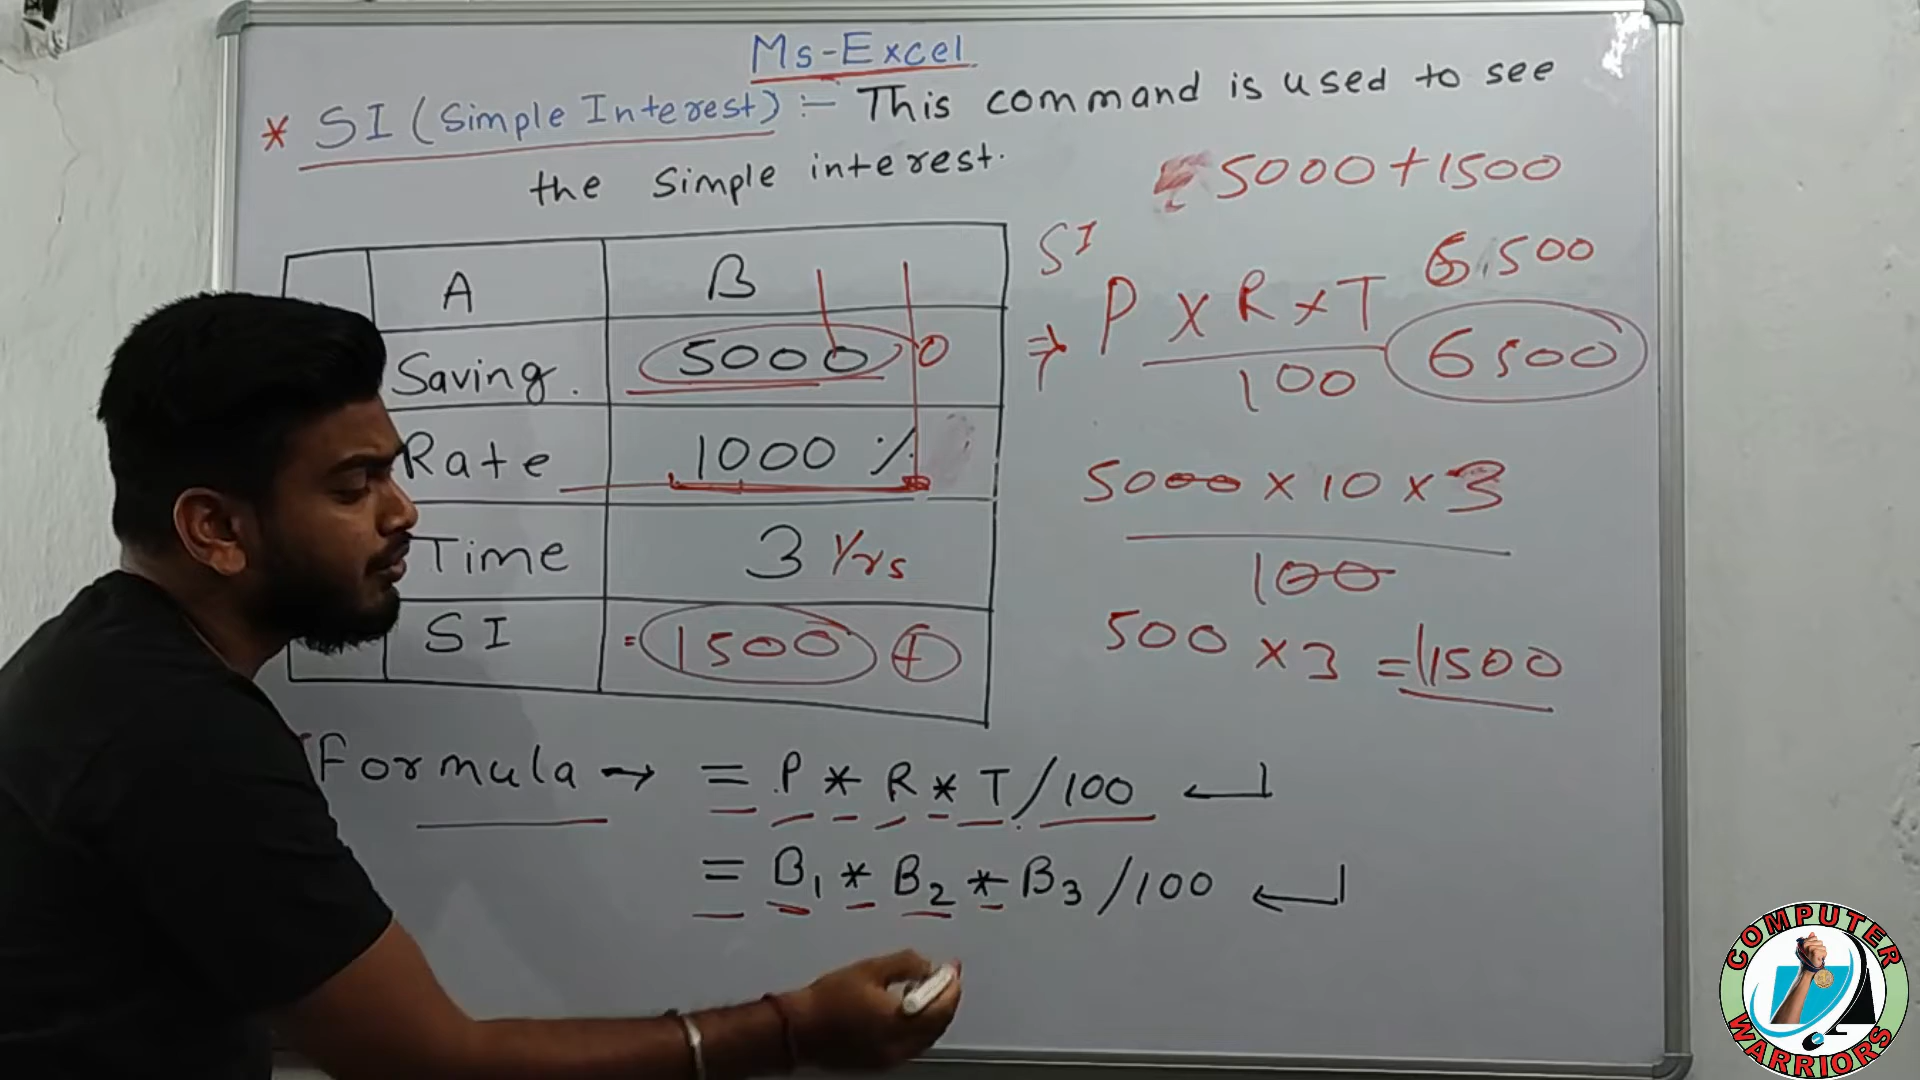 Ms-Excel
* SI (Simple Interest) :- This command is used to see
the simple interest.
5000+1500
6,500
6500
A B
Saving. 5000 0
Rate 1000 %
Time 3 Yrs
SI =1500 +
SI
⇒ P x R x T
100
5000 x 10 x 3
100
500 x 3 = 1500
Formula → = P * R * T/100 ↵
= B1 * B2 * B3/100 ↵
COMPUTER
WARRIORS